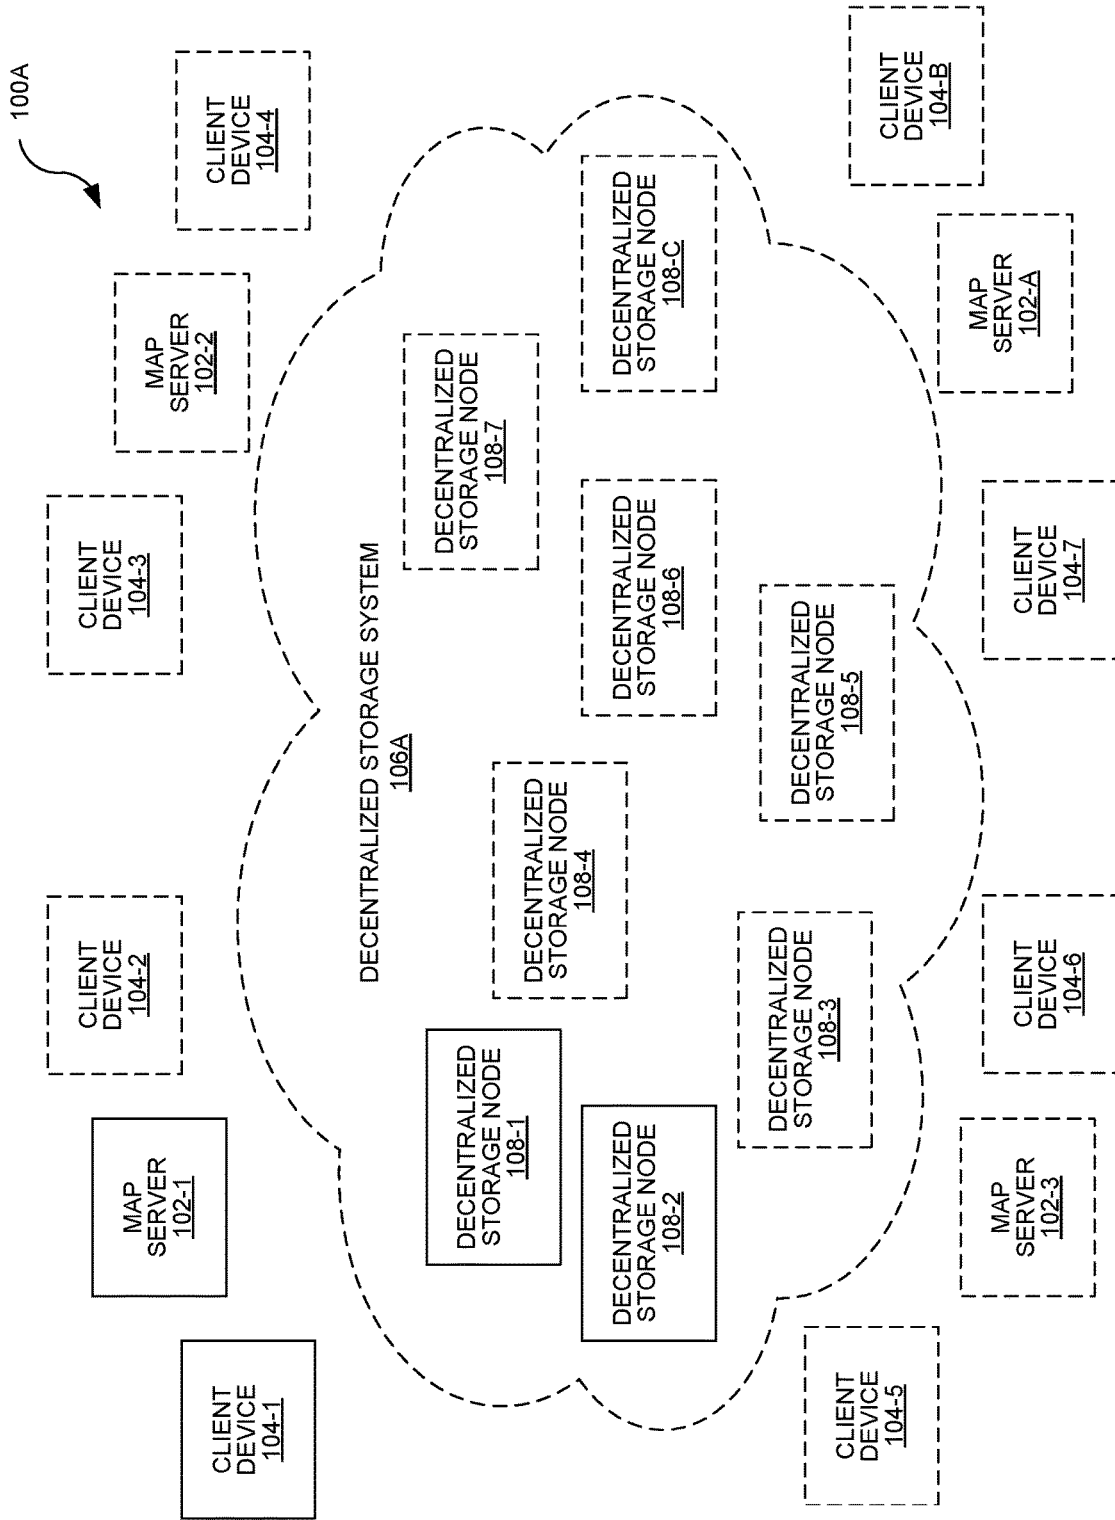 100A
CLIENT
DEVICE
104-2
CLIENT
DEVICE
104-3
MAP
SERVER
102-1
MAP
SERVER
102-2
CLIENT
DEVICE
104-1
CLIENT
DEVICE
104-4
DECENTRALIZED STORAGE SYSTEM
106A
DECENTRALIZED
STORAGE NODE
108-1
DECENTRALIZED
STORAGE NODE
108-7
DECENTRALIZED
STORAGE NODE
108-4
DECENTRALIZED
STORAGE NODE
108-2
DECENTRALIZED
STORAGE NODE
108-6
DECENTRALIZED
STORAGE NODE
108-C
DECENTRALIZED
STORAGE NODE
108-3
DECENTRALIZED
STORAGE NODE
108-5
CLIENT
DEVICE
104-5
CLIENT
DEVICE
104-B
MAP
SERVER
102-3
MAP
SERVER
102-A
CLIENT
DEVICE
104-6
CLIENT
DEVICE
104-7